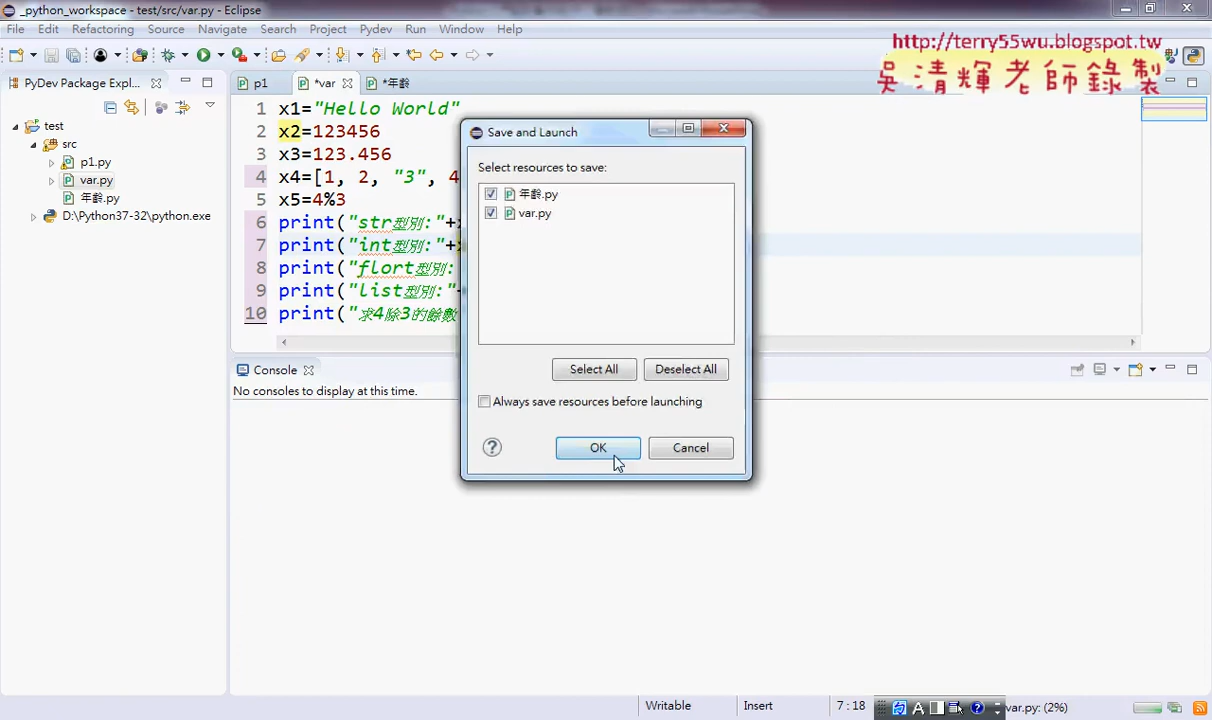 _python_workspace - test/src/var.py - Eclipse
File Edit Refactoring Source Navigate Search Project Pydev Run Window Help
http://terry55wu.blogspot.tw
吳清輝老師錄製
PyDev Package Expl...
p1
*var
*年齡
test
src
p1.py
var.py
年齡.py
D:\Python37-32\python.exe
1 x1="Hello World"
2 x2=123456
3 x3=123.456
4 x4=[1, 2, "3", 4
5 x5=4%3
6 print("str型別:"+x
7 print("int型別:"+
8 print("flort型別:
9 print("list型別:"+
10 print("求4除3的餘數
Save and Launch
Select resources to save:
年齡.py
var.py
Select All
Deselect All
Always save resources before launching
OK
Cancel
Console
No consoles to display at this time.
Writable
Insert
7 : 18
var.py: (2%)